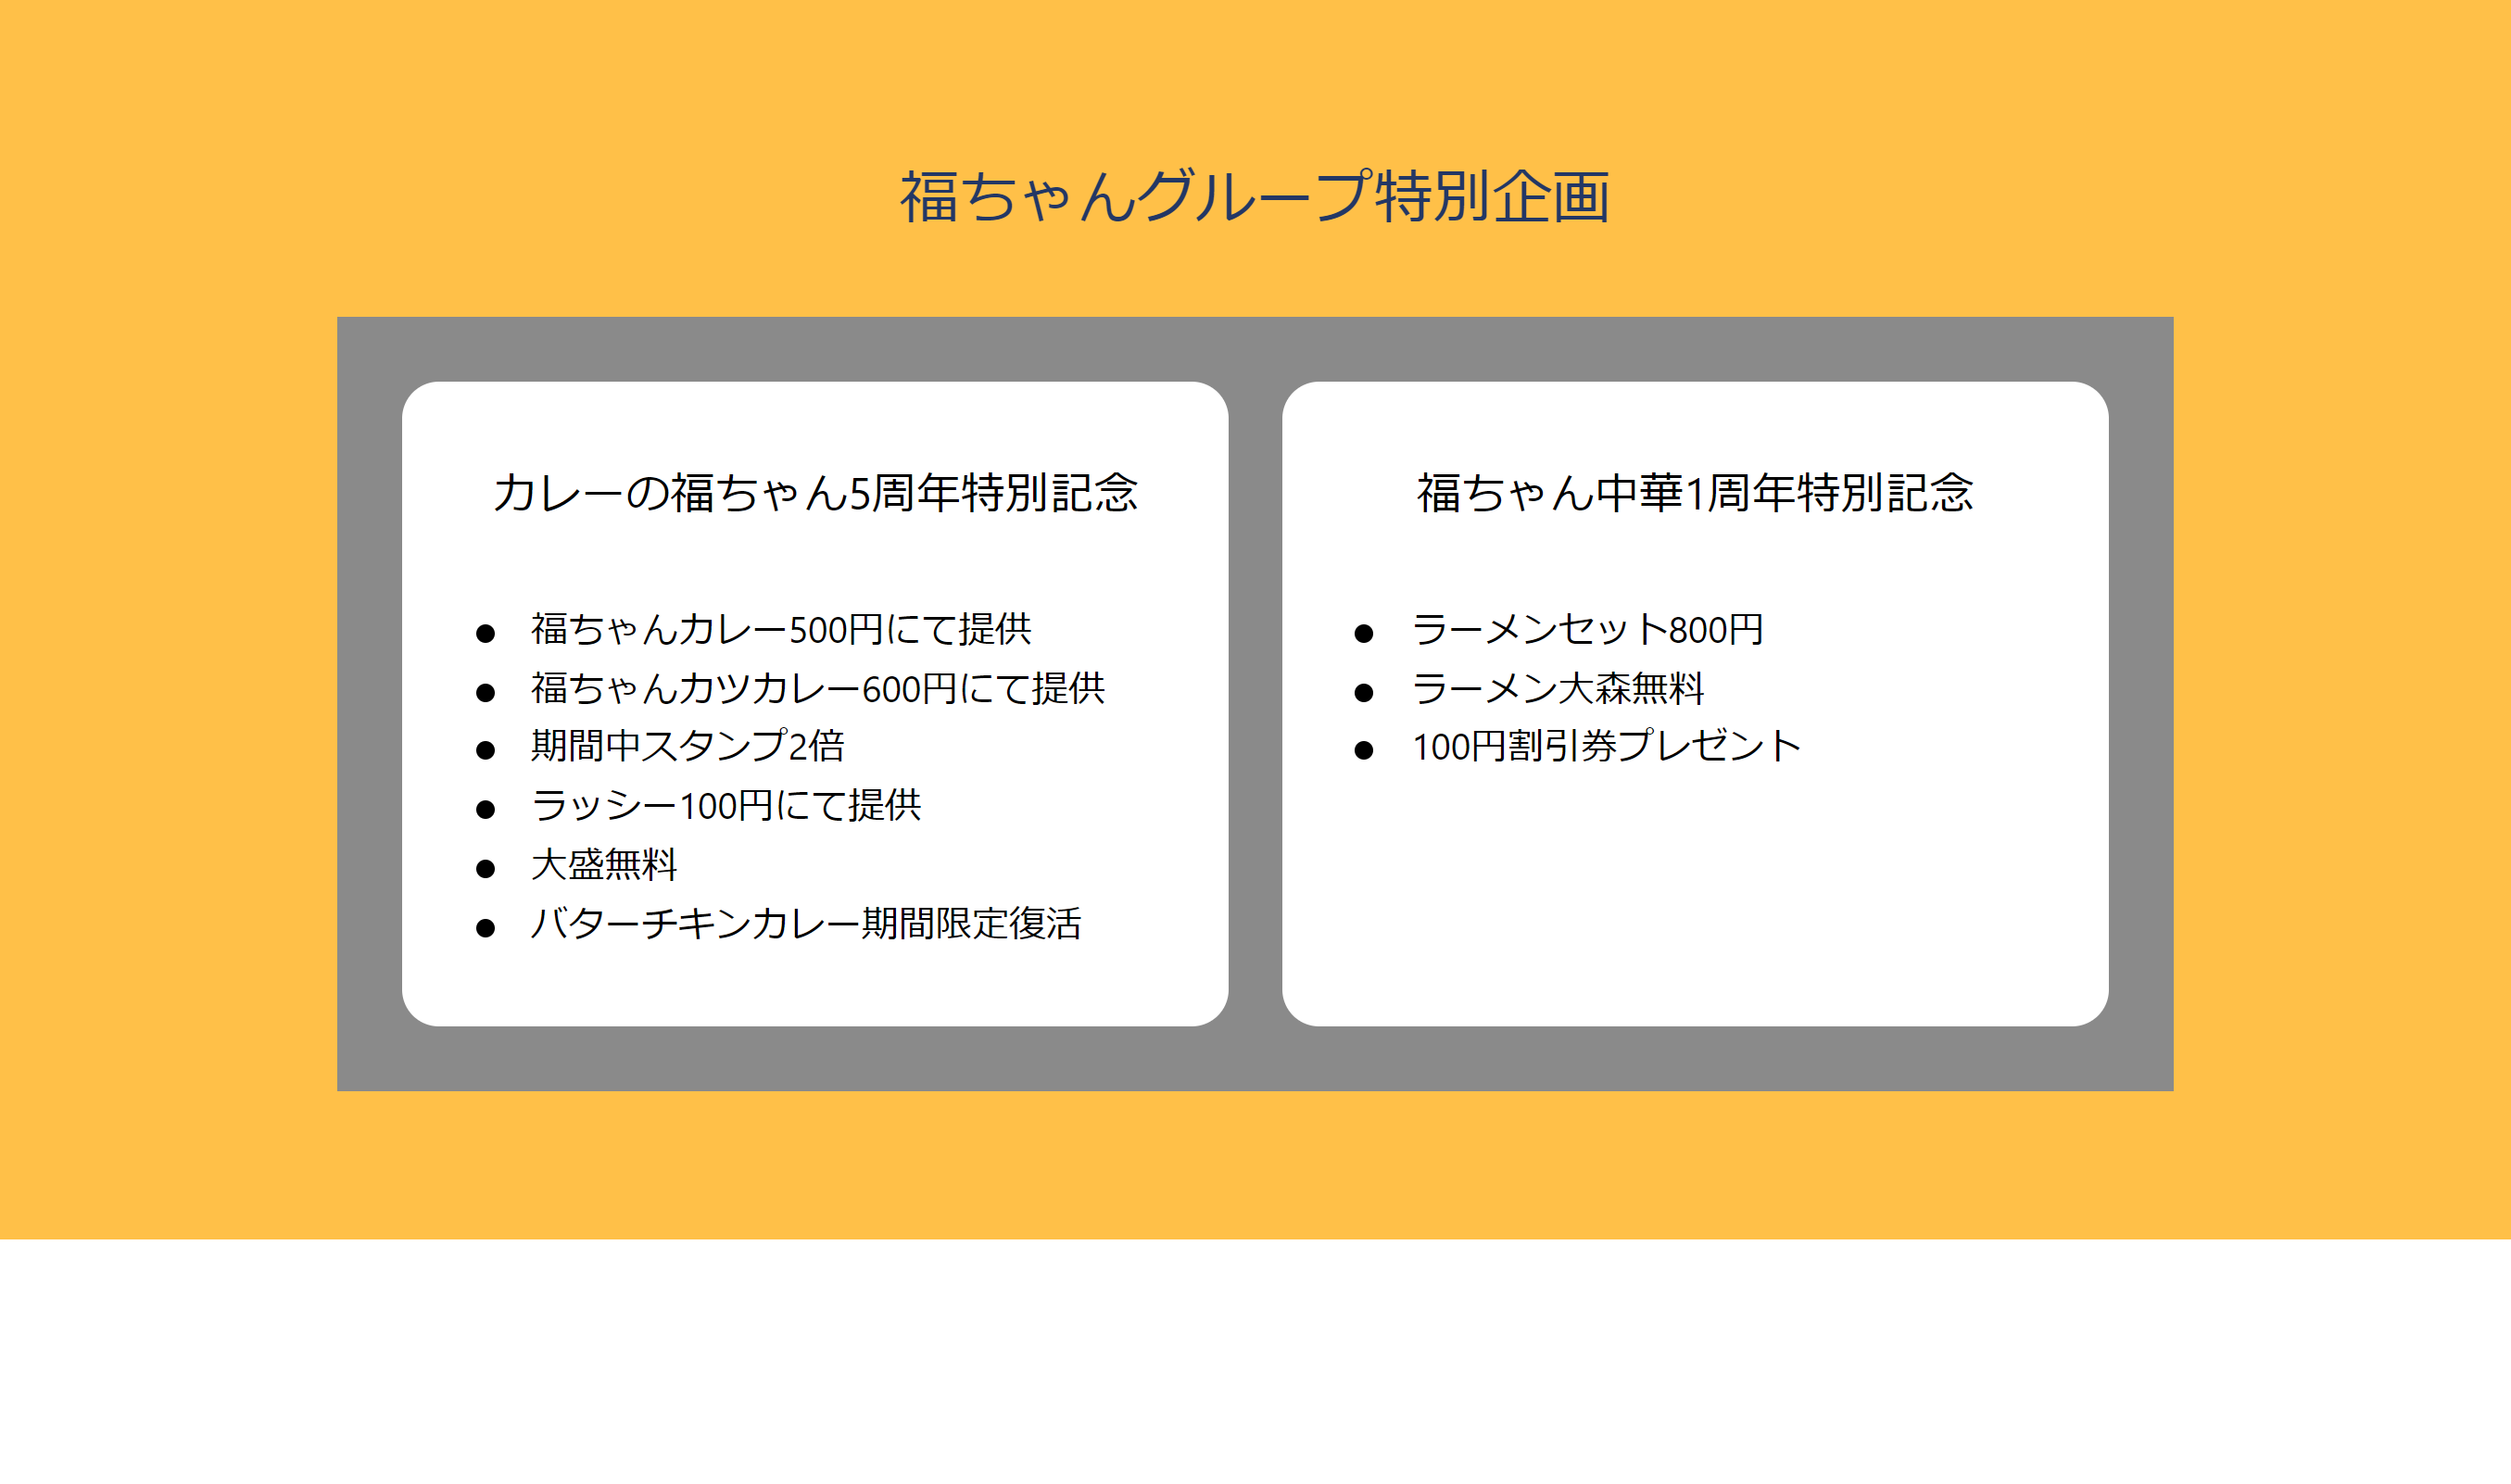 福ちゃんグループ特別企画
カレーの福ちゃん5周年特別記念
● 福ちゃんカレー500円にて提供
● 福ちゃんカツカレー600円にて提供
● 期間中スタンプ2倍
● ラッシー100円にて提供
● 大盛無料
● バターチキンカレー期間限定復活
福ちゃん中華1周年特別記念
● ラーメンセット800円
● ラーメン大森無料
● 100円割引券プレゼント